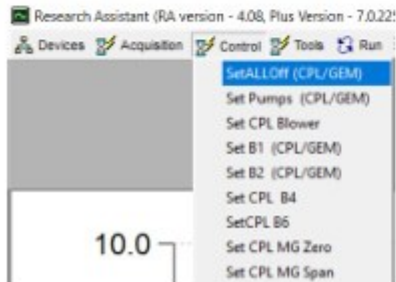 Research Assistant (RA version - 4.08, Plus Version - 7.0.225
Devices Acquisition Control Tools Run
SetALLOff (CPL/GEM)
Set Pumps (CPL/GEM)
Set CPL Blower
Set B1 (CPL/GEM)
Set B2 (CPL/GEM)
Set CPL B4
SetCPL B6
Set CPL MG Zero
10.0
Set CPL MG Span